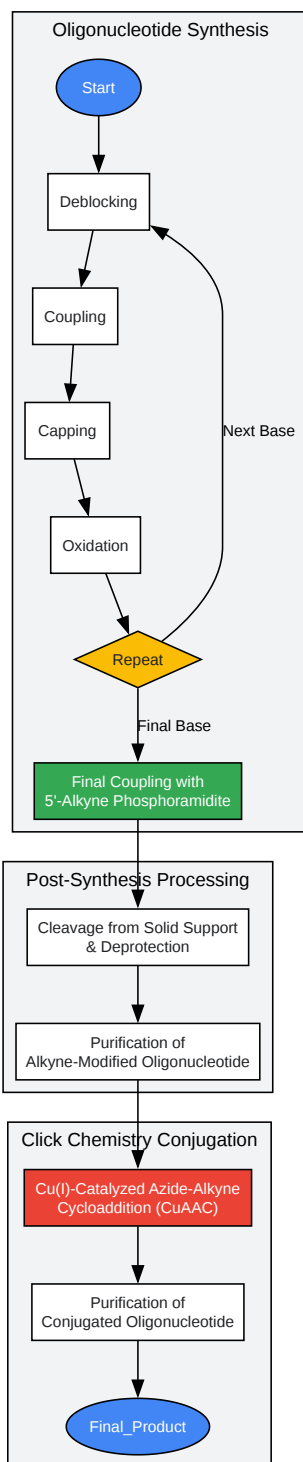 Oligonucleotide Synthesis
Start
Deblocking
Coupling
Capping
Next Base
Oxidation
Repeat
Final Base
Final Coupling with
5'-Alkyne Phosphoramidite
Post-Synthesis Processing
Cleavage from Solid Support
& Deprotection
Purification of
Alkyne-Modified Oligonucleotide
Click Chemistry Conjugation
Cu(I)-Catalyzed Azide-Alkyne
Cycloaddition (CuAAC)
Purification of
Conjugated Oligonucleotide
Final_Product